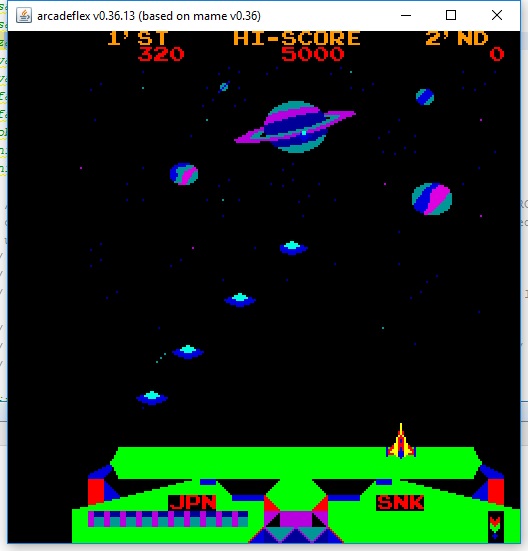 arcadeflex v0.36.13 (based on mame v0.36)
1'ST HI-SCORE 2'ND
320 5000 0
JPN SNK